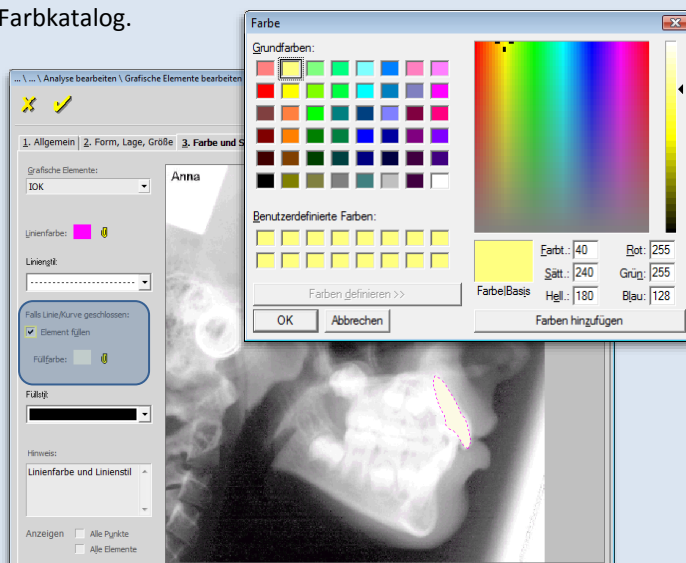 Farbkatalog.
Farbe
Grundfarben:
Benutzerdefinierte Farben:
Farben definieren >>
OK Abbrechen
Farbe|Basis
Farbt.: 40 Rot: 255
Sätt.: 240 Grün: 255
Hell.: 180 Blau: 128
Farben hinzufügen
... \ ... \ Analyse bearbeiten \ Grafische Elemente bearbeiten
1. Allgemein 2. Form, Lage, Größe 3. Farbe und S
Grafische Elemente:
IOK
Linienfarbe:
Linienstil:
Falls Linie/Kurve geschlossen:
Element füllen
Füllfarbe:
Füllstil:
Hinweis:
Linienfarbe und Linienstil
Anzeigen Alle Punkte
Alle Elemente
Anna